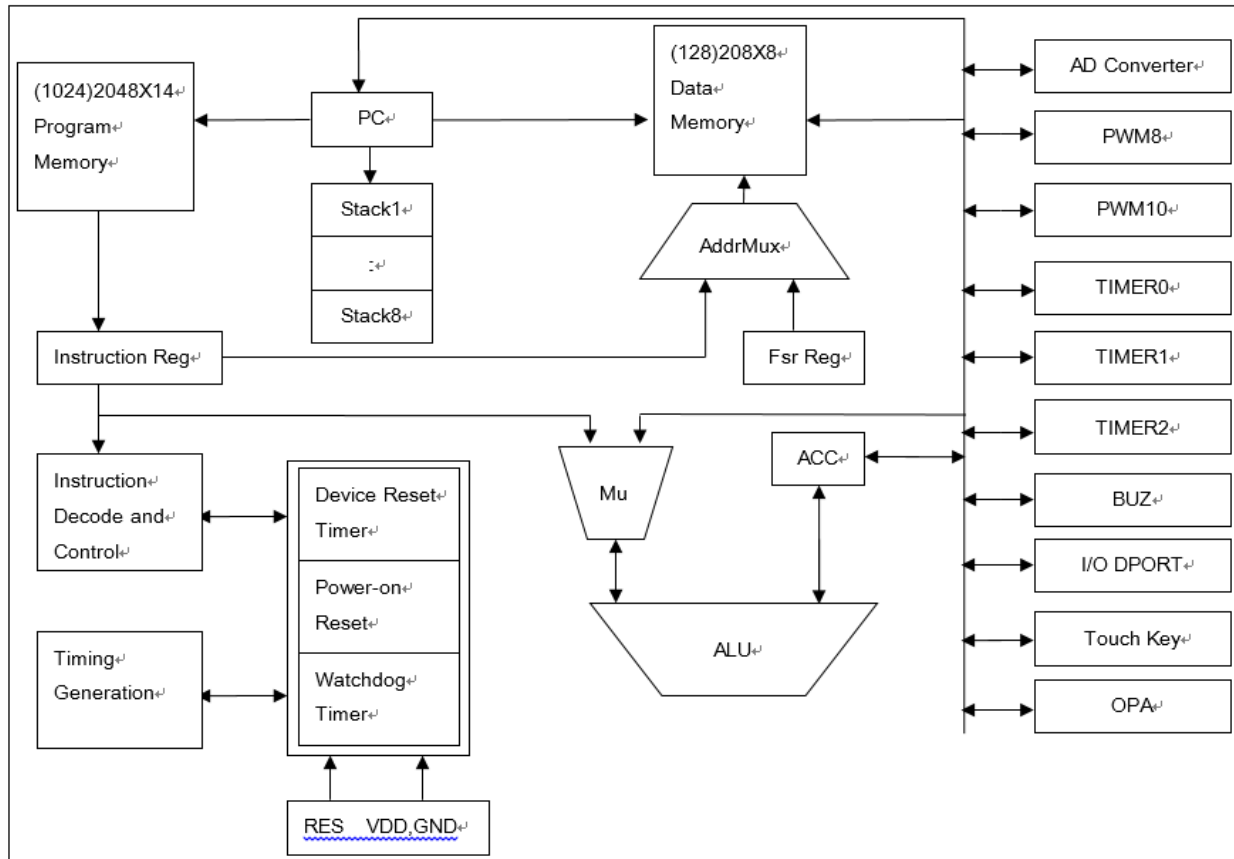 (1024)2048X14
Program
Memory
PC
(128)208X8
Data
Memory
Stack1
:
Stack8
AddrMux
Instruction Reg
Fsr Reg
Instruction
Decode and
Control
Device Reset
Timer
Power-on
Reset
Watchdog
Timer
Timing
Generation
RES VDD,GND
Mu
ACC
ALU
AD Converter
PWM8
PWM10
TIMER0
TIMER1
TIMER2
BUZ
I/O DPORT
Touch Key
OPA